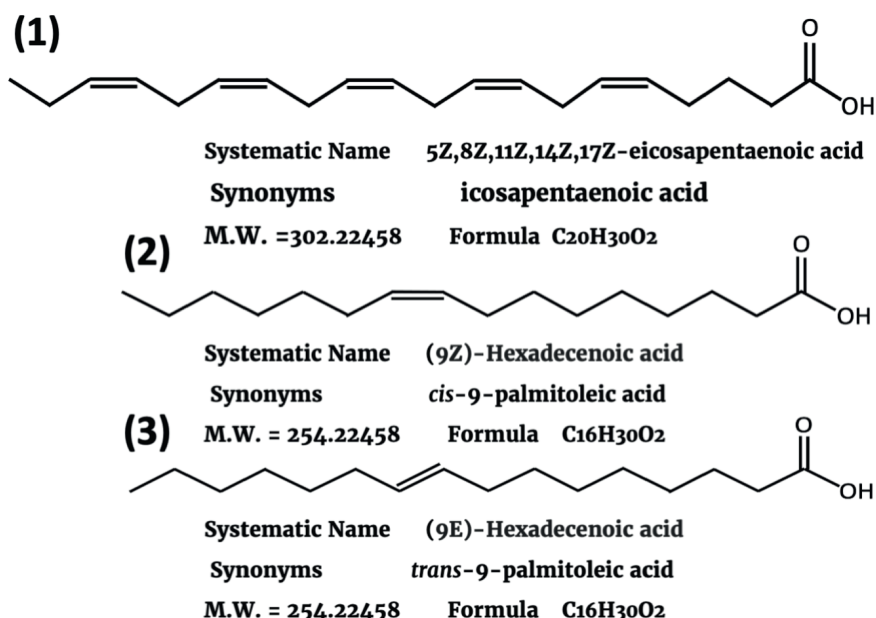 (1)
O
OH
Systematic Name 5Z,8Z,11Z,14Z,17Z-eicosapentaenoic acid
Synonyms icosapentaenoic acid
M.W. =302.22458 Formula C20H30O2
(2)
O
OH
Systematic Name (9Z)-Hexadecenoic acid
Synonyms cis-9-palmitoleic acid
M.W. = 254.22458 Formula C16H30O2
(3)
O
OH
Systematic Name (9E)-Hexadecenoic acid
Synonyms trans-9-palmitoleic acid
M.W. = 254.22458 Formula C16H30O2